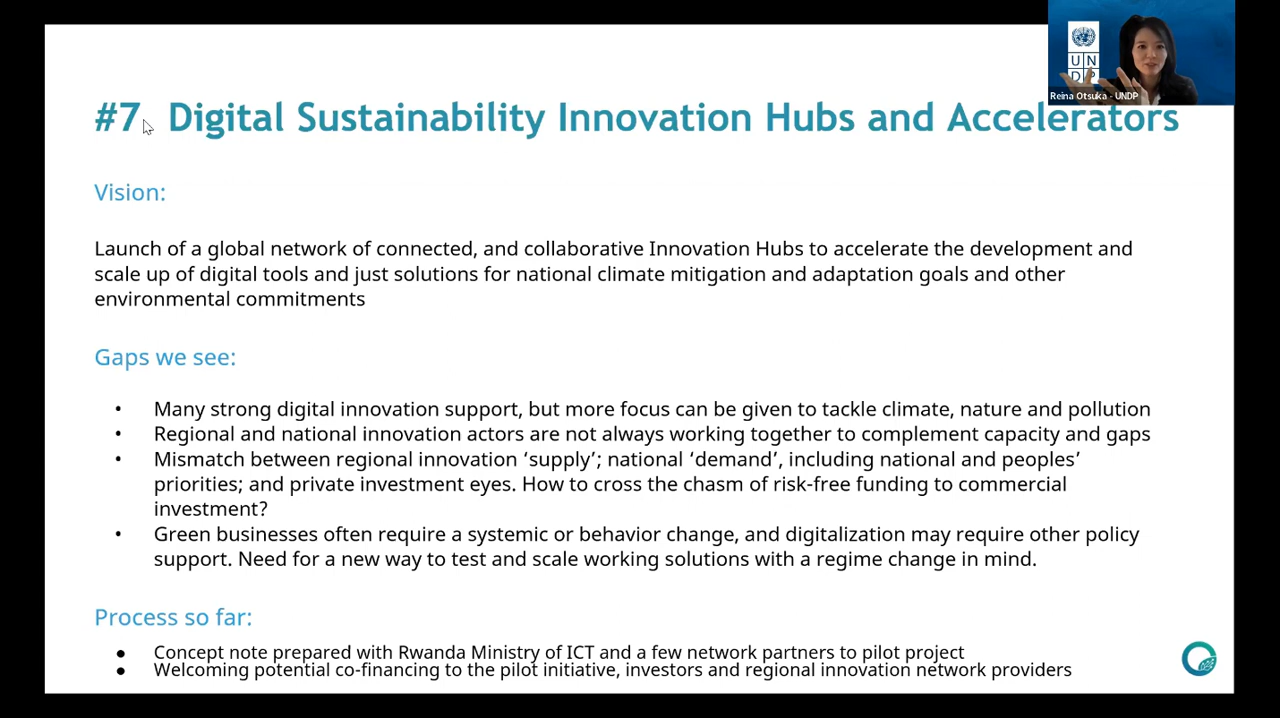 UN
DP
Reina Otsuka - UNDP
#7. Digital Sustainability Innovation Hubs and Accelerators
Vision:
Launch of a global network of connected, and collaborative Innovation Hubs to accelerate the development and
scale up of digital tools and just solutions for national climate mitigation and adaptation goals and other
environmental commitments
Gaps we see:
• Many strong digital innovation support, but more focus can be given to tackle climate, nature and pollution
• Regional and national innovation actors are not always working together to complement capacity and gaps
• Mismatch between regional innovation ‘supply’; national ‘demand’, including national and peoples’
priorities; and private investment eyes. How to cross the chasm of risk-free funding to commercial
investment?
• Green businesses often require a systemic or behavior change, and digitalization may require other policy
support. Need for a new way to test and scale working solutions with a regime change in mind.
Process so far:
● Concept note prepared with Rwanda Ministry of ICT and a few network partners to pilot project
● Welcoming potential co-financing to the pilot initiative, investors and regional innovation network providers